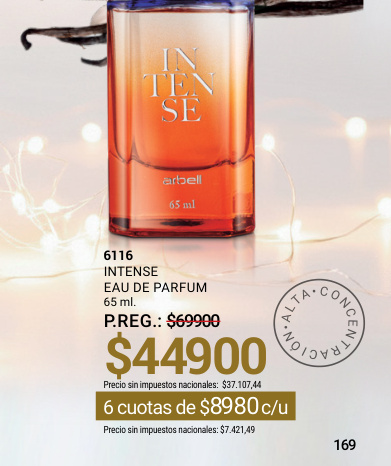 IN
TEN
SE
arbell
65 ml
6116
INTENSE
EAU DE PARFUM
65 ml.
P.REG.: $69900
$44900
Precio sin impuestos nacionales: $37.107,44
6 cuotas de $8980 c/u
Precio sin impuestos nacionales: $7.421,49
ALTA • CONCENTRACIÓN •
169